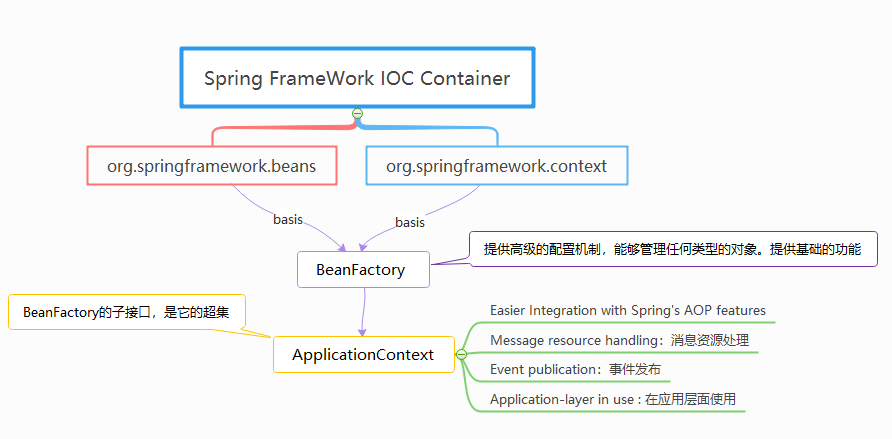 Spring FrameWork IOC Container
org.springframework.beans
org.springframework.context
basis
basis
BeanFactory
提供高级的配置机制，能够管理任何类型的对象。提供基础的功能
BeanFactory的子接口，是它的超集
ApplicationContext
Easier Integration with Spring's AOP features
Message resource handling：消息资源处理
Event publication：事件发布
Application-layer in use : 在应用层面使用